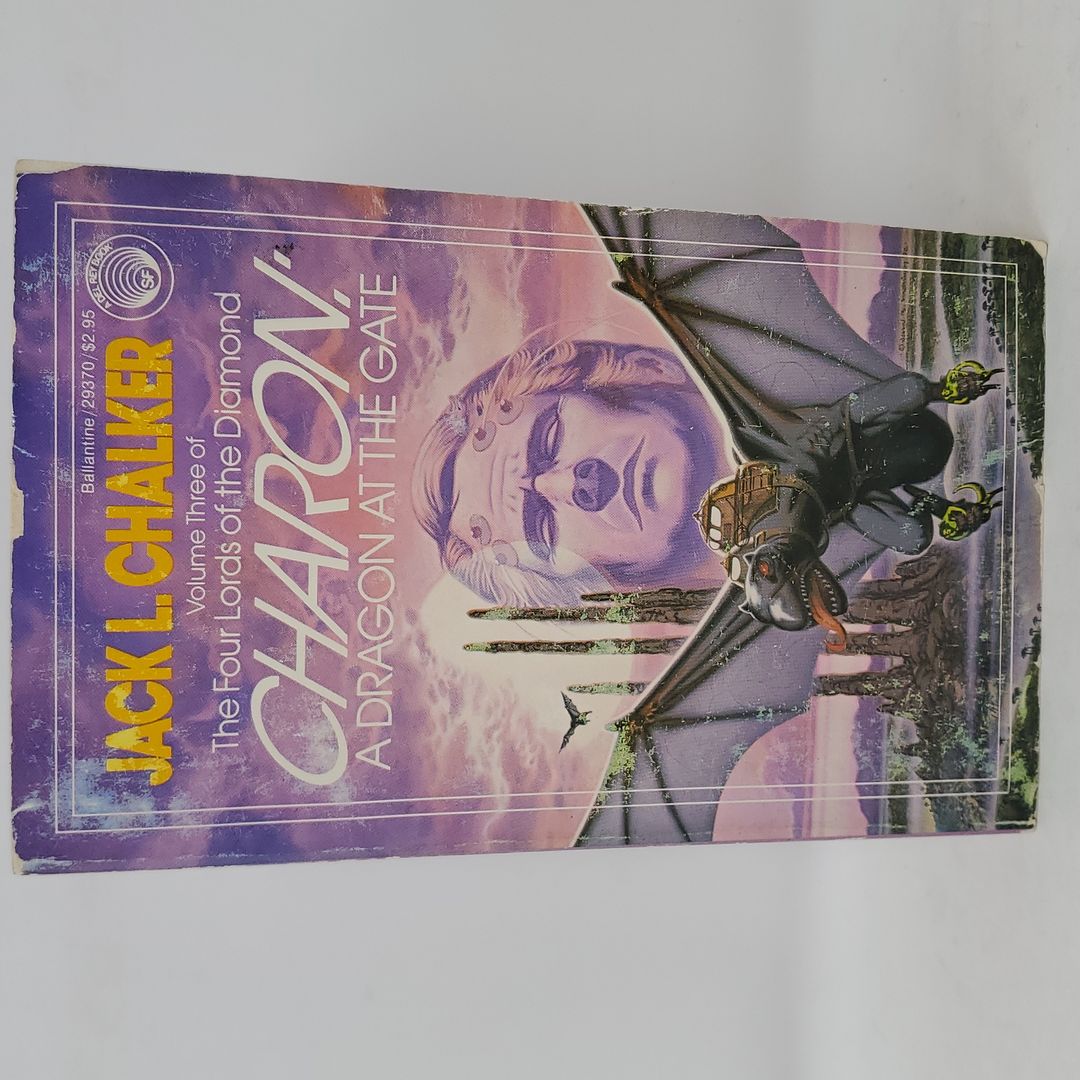 Ballantine/29370/$2.95
A DEL REY BOOK
SF
JACK L. CHALKER
Volume Three of
The Four Lords of the Diamond
CHARON:
A DRAGON AT THE GATE